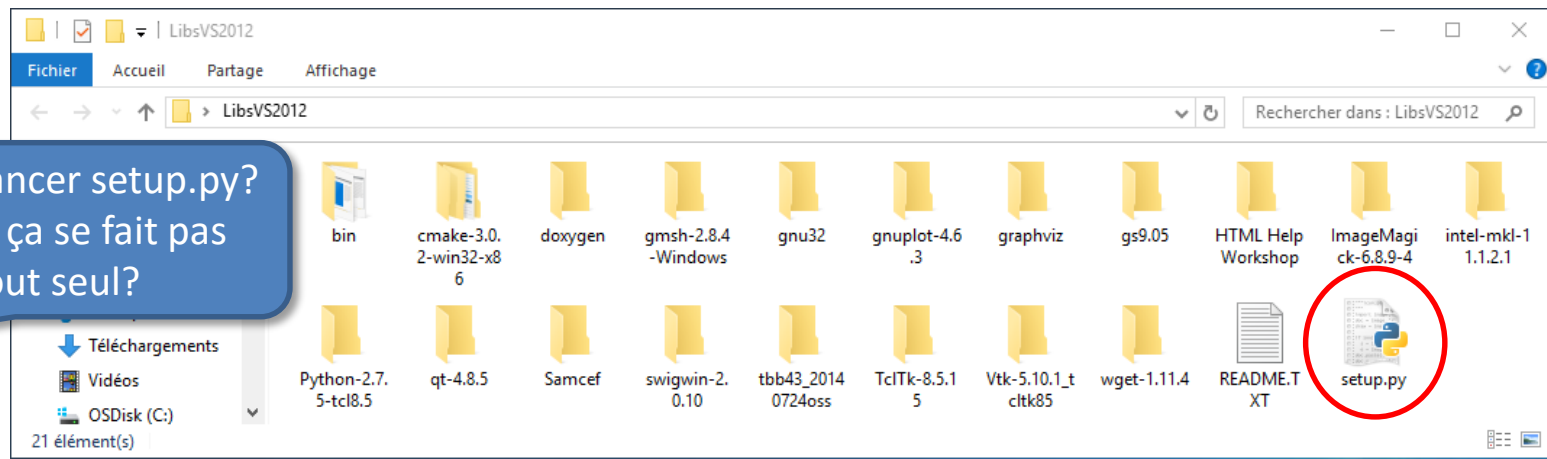 LibsVS2012
Fichier Accueil Partage Affichage
LibsVS2012
Rechercher dans : LibsVS2012
setup.py?
ça se fait pas
seul?
bin
cmake-3.0.
2-win32-x8
6
doxygen
gmsh-2.8.4
-Windows
gnu32
gnuplot-4.6
.3
graphviz
gs9.05
HTML Help
Workshop
ImageMagi
ck-6.8.9-4
intel-mkl-1
1.1.2.1
Téléchargements
Vidéos
OSDisk (C:)
Python-2.7.
5-tcl8.5
qt-4.8.5
Samcef
swigwin-2.
0.10
tbb43_2014
0724oss
TclTk-8.5.1
5
Vtk-5.10.1_t
cltk85
wget-1.11.4
README.T
XT
setup.py
21 élément(s)